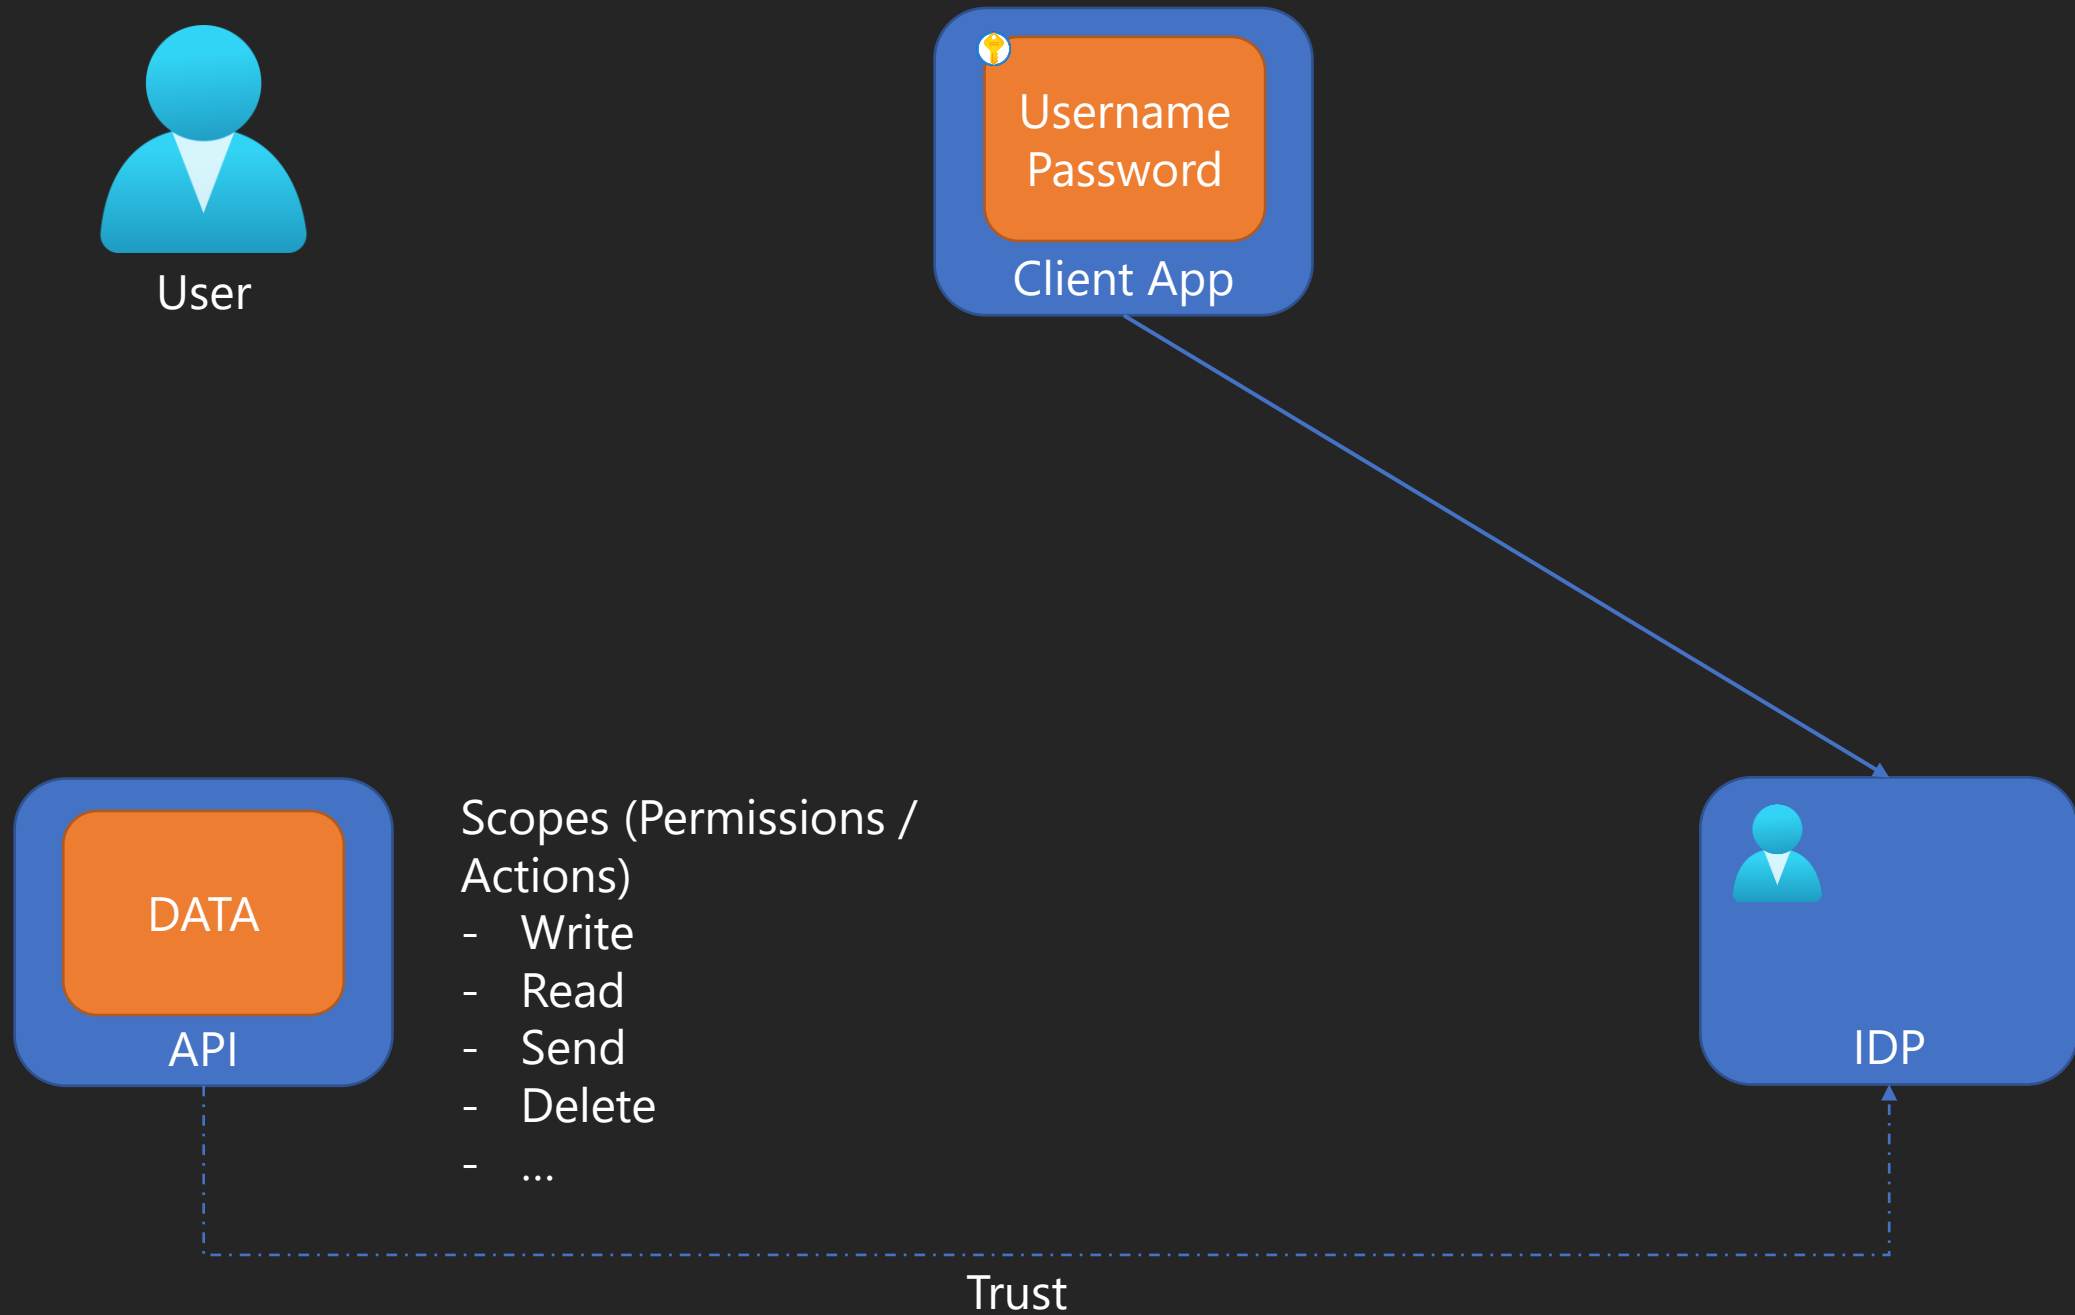 Username
Password
Client App
User
Scopes (Permissions /
Actions)
- Write
- Read
- Send
- Delete
- ...
DATA
API
IDP
Trust